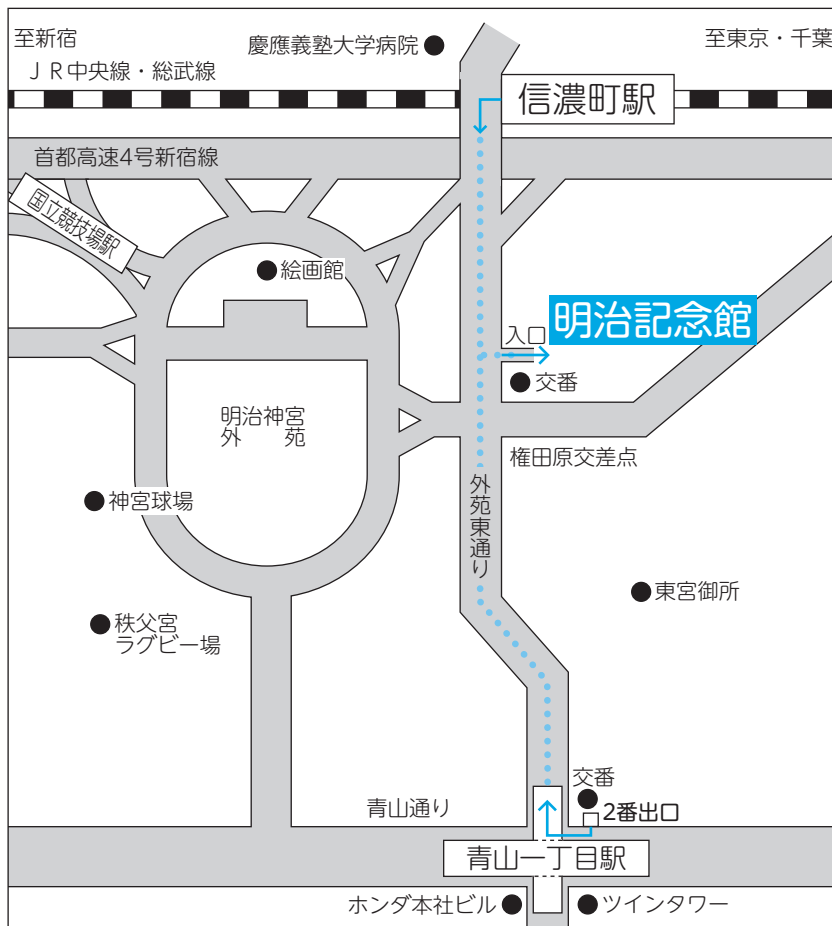 至新宿
慶應義塾大学病院
至東京・千葉
ＪＲ中央線・総武線
信濃町駅
首都高速4号新宿線
国立競技場駅
絵画館
入口
明治記念館
交番
明治神宮
外　苑
権田原交差点
外苑東通り
神宮球場
東宮御所
秩父宮
ラグビー場
交番
青山通り
2番出口
青山一丁目駅
ホンダ本社ビル
ツインタワー